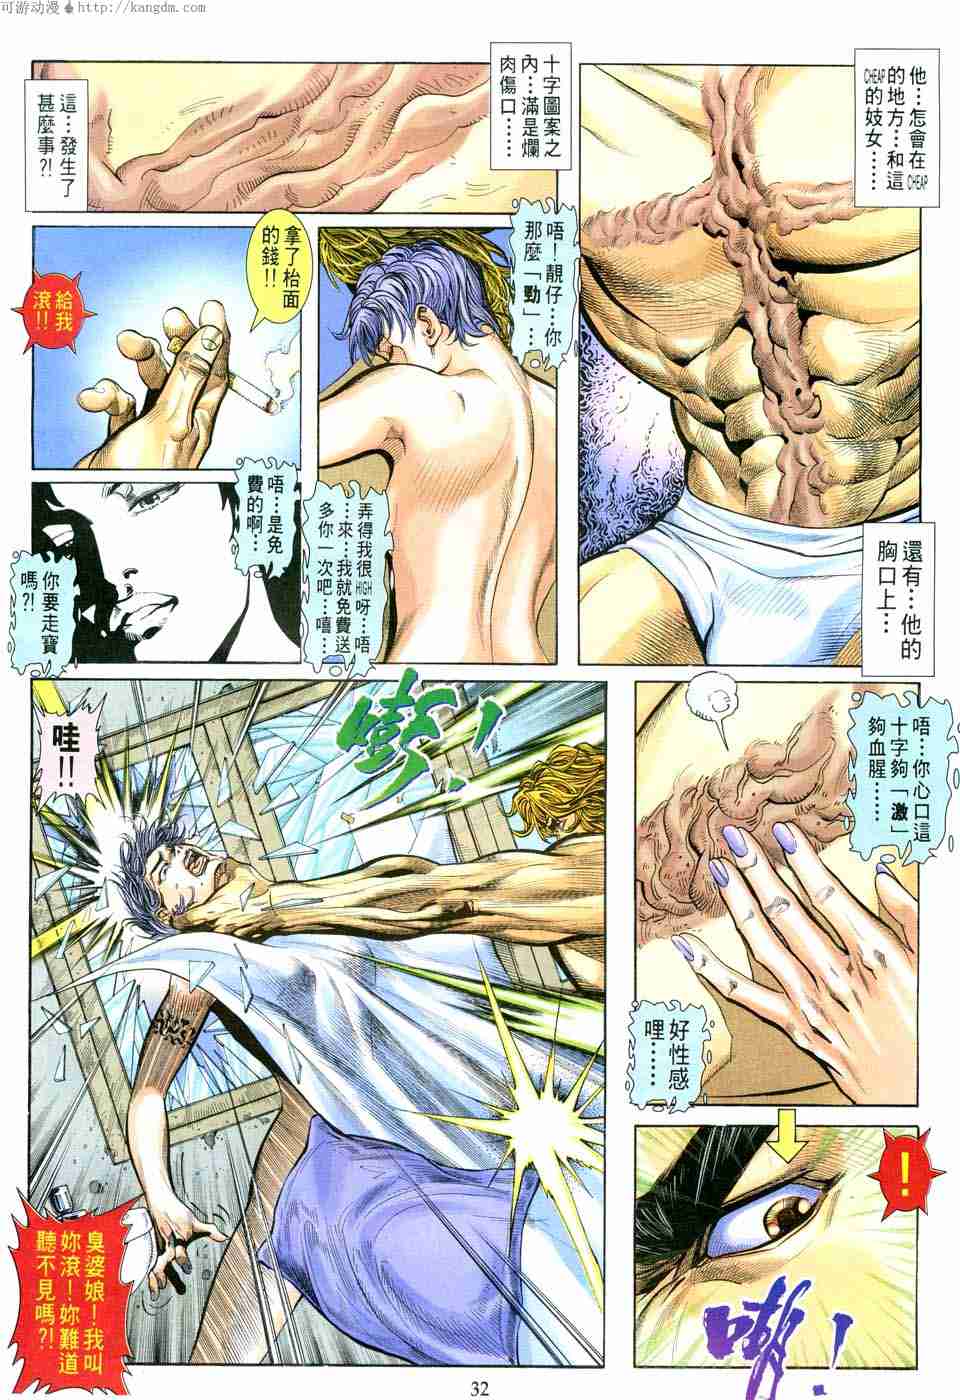 可游动漫 http://kangdm.com
他…怎會在CHEAP
的地方…和這
CHEAP的妓女……
十字圖案之
內…滿是爛
肉傷口……
這…發生了
甚麼事?!
還有…他的
胸口上…
唔!靚仔…你
那麼「勁」…
拿了枱面
的錢!!
給我
滾!!
弄得我很HIGH呀…唔
…來…我就免費送
多你一次吧…嘻…
唔…是免
費的啊…
你要走寶
嗎?!
唔…你心口這
十字夠「激」
夠血腥……
好性感
哩……
!
嘭!
哇!!
臭婆娘!我叫
妳滾!妳難道
聽不見嗎?!
32